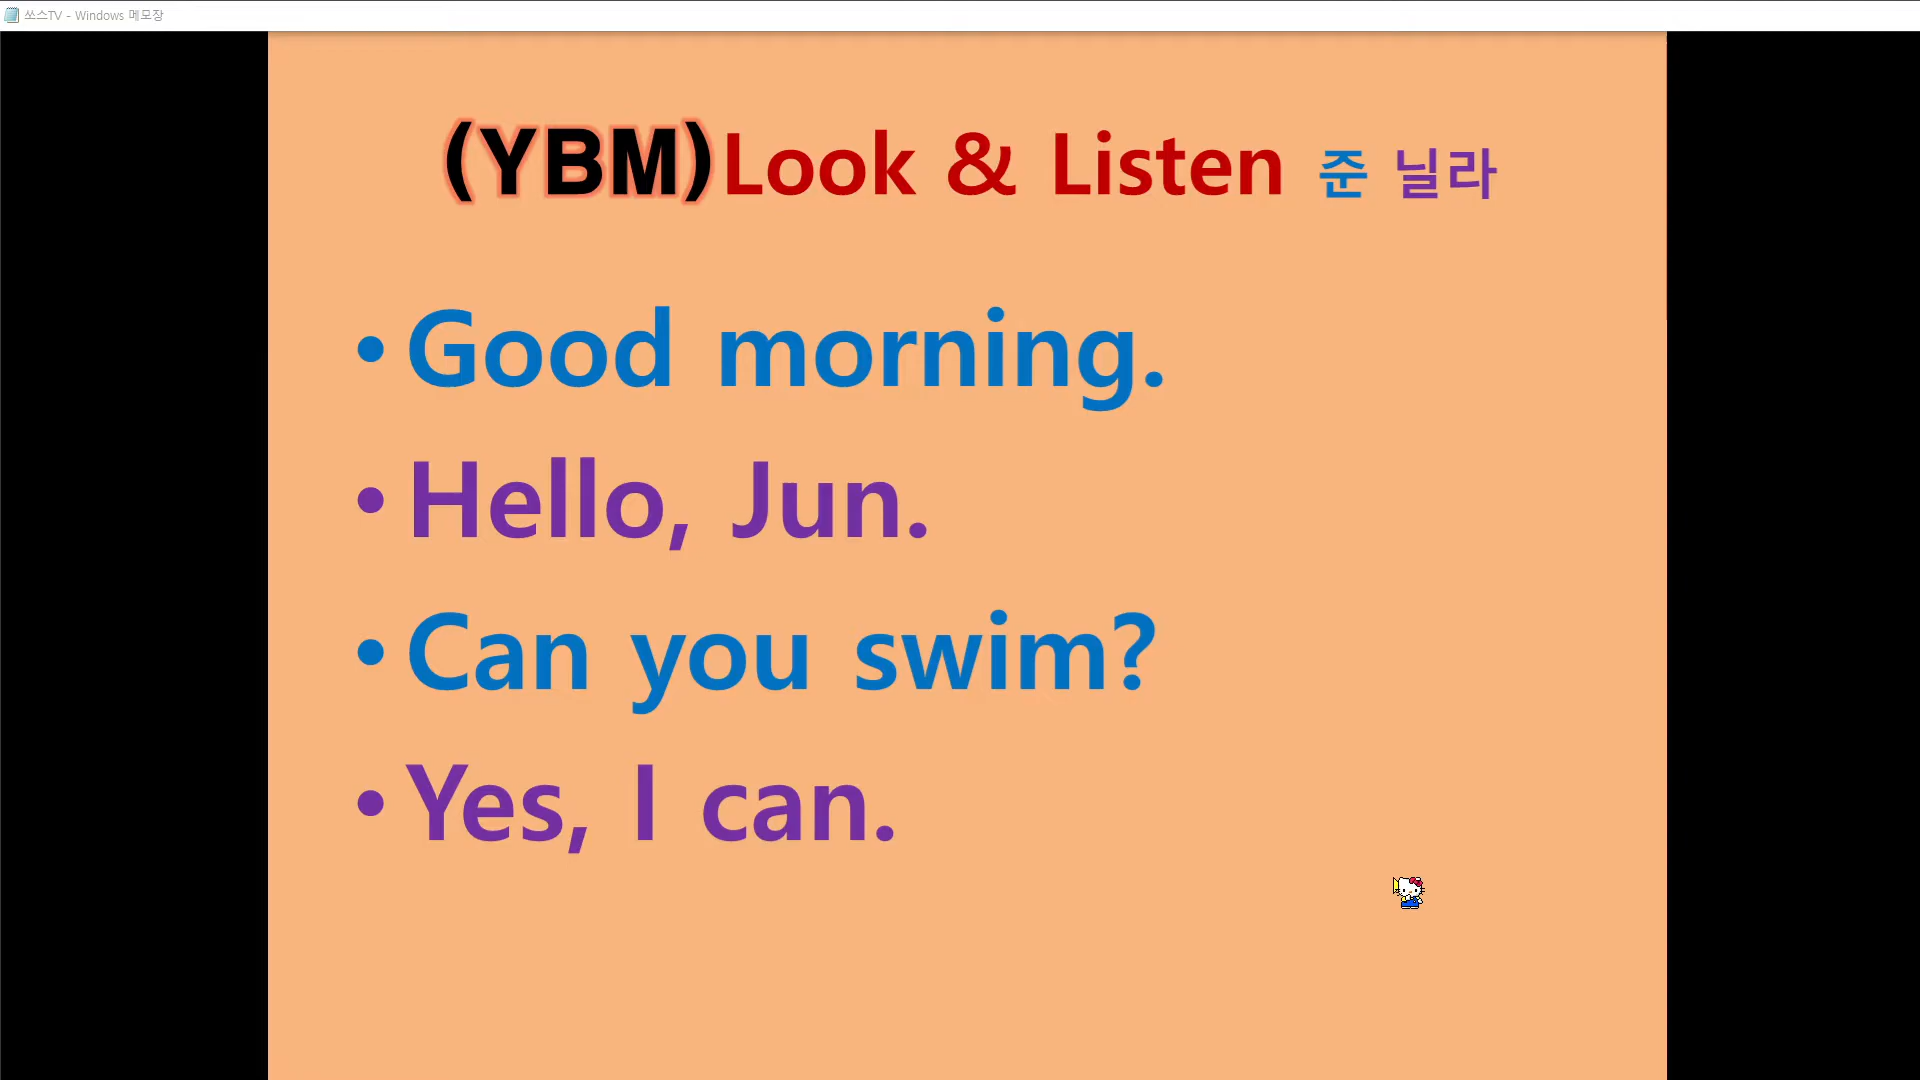 쏘스TV - Windows 메모장
(YBM)Look & Listen 준 닐라
• Good morning.
• Hello, Jun.
• Can you swim?
• Yes, I can.